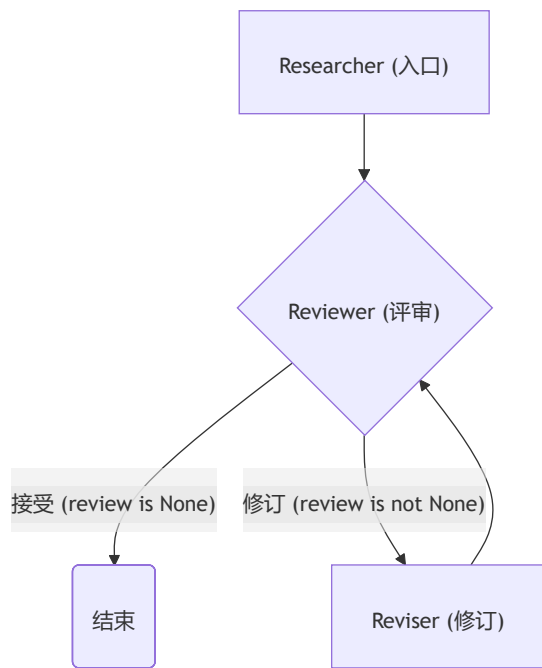 Researcher (入口)
Reviewer (评审)
接受 (review is None)
修订 (review is not None)
结束
Reviser (修订)